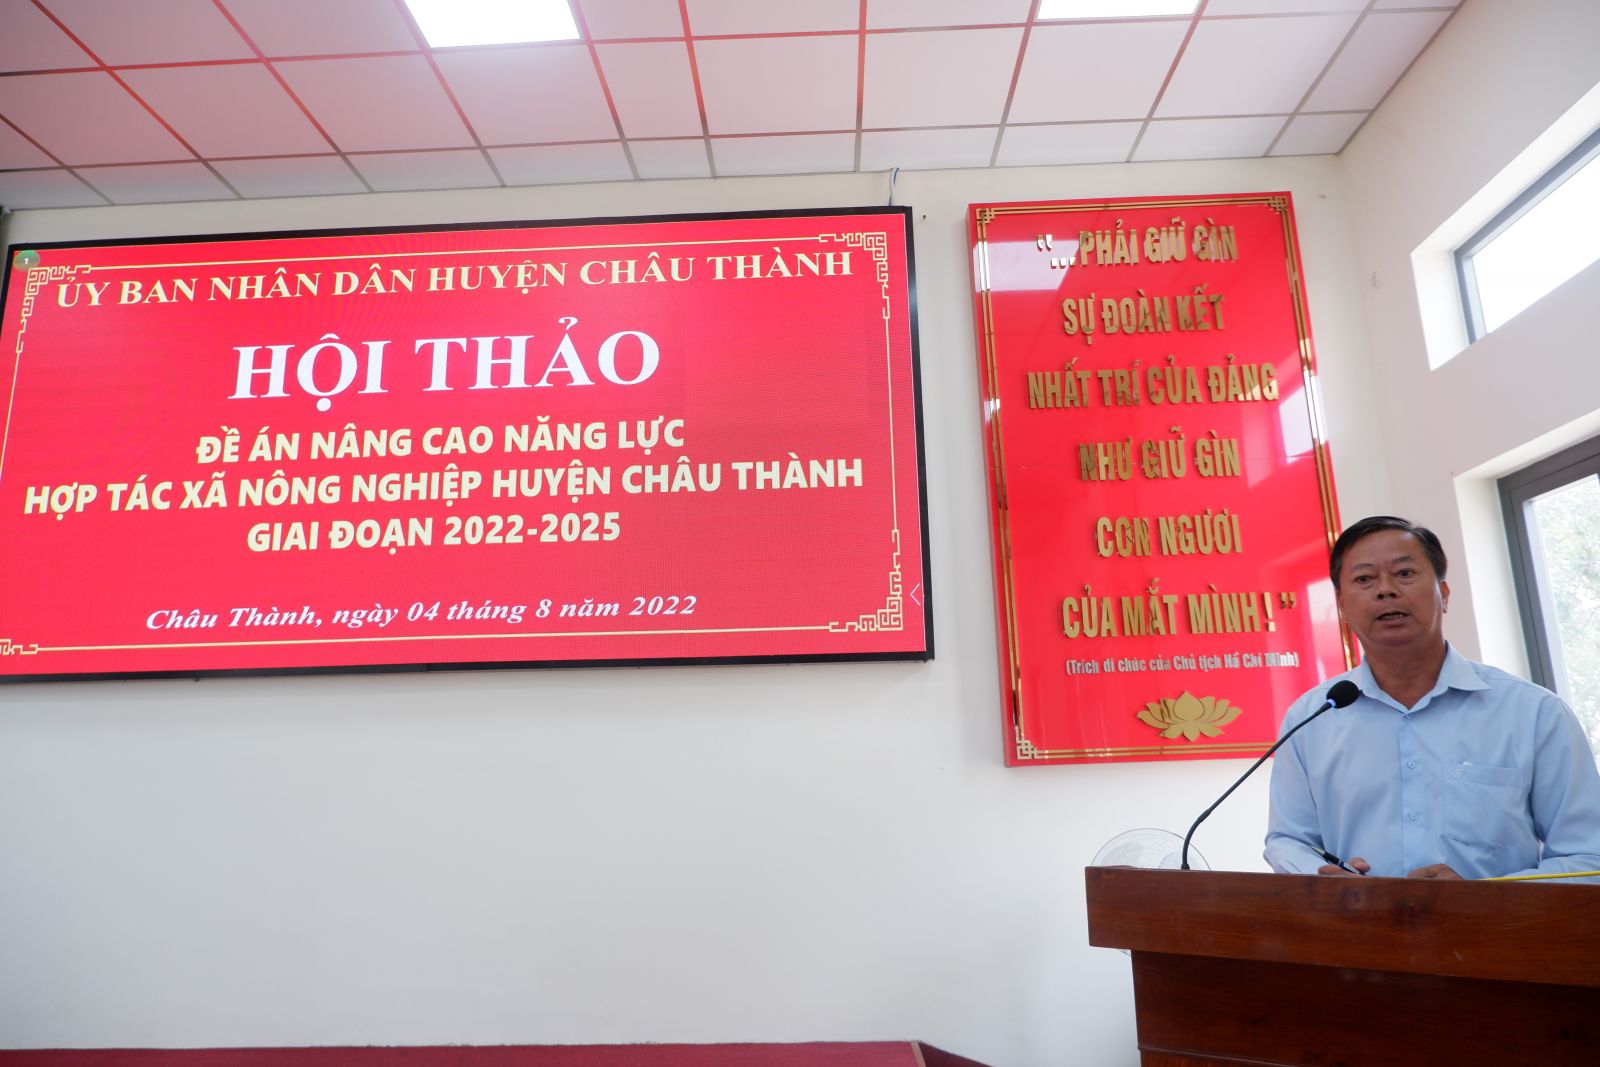 1
ỦY BAN NHÂN DÂN HUYỆN CHÂU THÀNH
HỘI THẢO
ĐỀ ÁN NÂNG CAO NĂNG LỰC
HỢP TÁC XÃ NÔNG NGHIỆP HUYỆN CHÂU THÀNH
GIAI ĐOẠN 2022-2025
Châu Thành, ngày 04 tháng 8 năm 2022
“...PHẢI GIỮ GÌN
SỰ ĐOÀN KẾT
NHẤT TRÍ CỦA ĐẢNG
NHƯ GIỮ GÌN
CON NGƯƠI
CỦA MẮT MÌNH!”
(Trích di chúc của Chủ tịch Hồ Chí Minh)